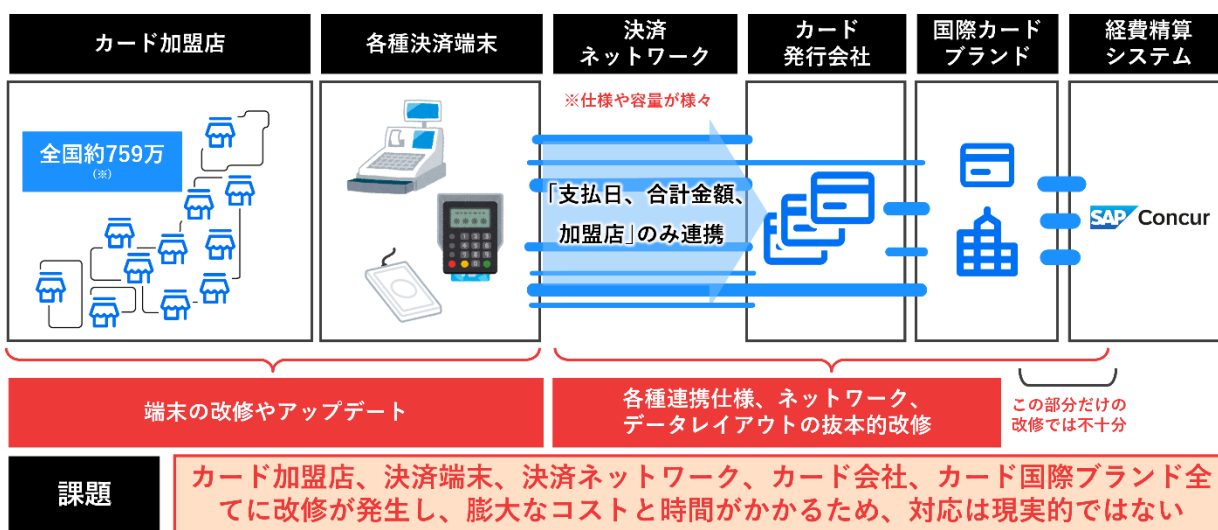 カード加盟店
各種決済端末
決済
ネットワーク
カード
発行会社
国際カード
ブランド
経費精算
システム
※仕様や容量が様々
全国約759万
(※)
「支払日、合計金額、
加盟店」のみ連携
SAP Concur
端末の改修やアップデート
各種連携仕様、ネットワーク、
データレイアウトの抜本的改修
この部分だけの
改修では不十分
課題
カード加盟店、決済端末、決済ネットワーク、カード会社、カード国際ブランド全
てに改修が発生し、膨大なコストと時間がかかるため、対応は現実的ではない